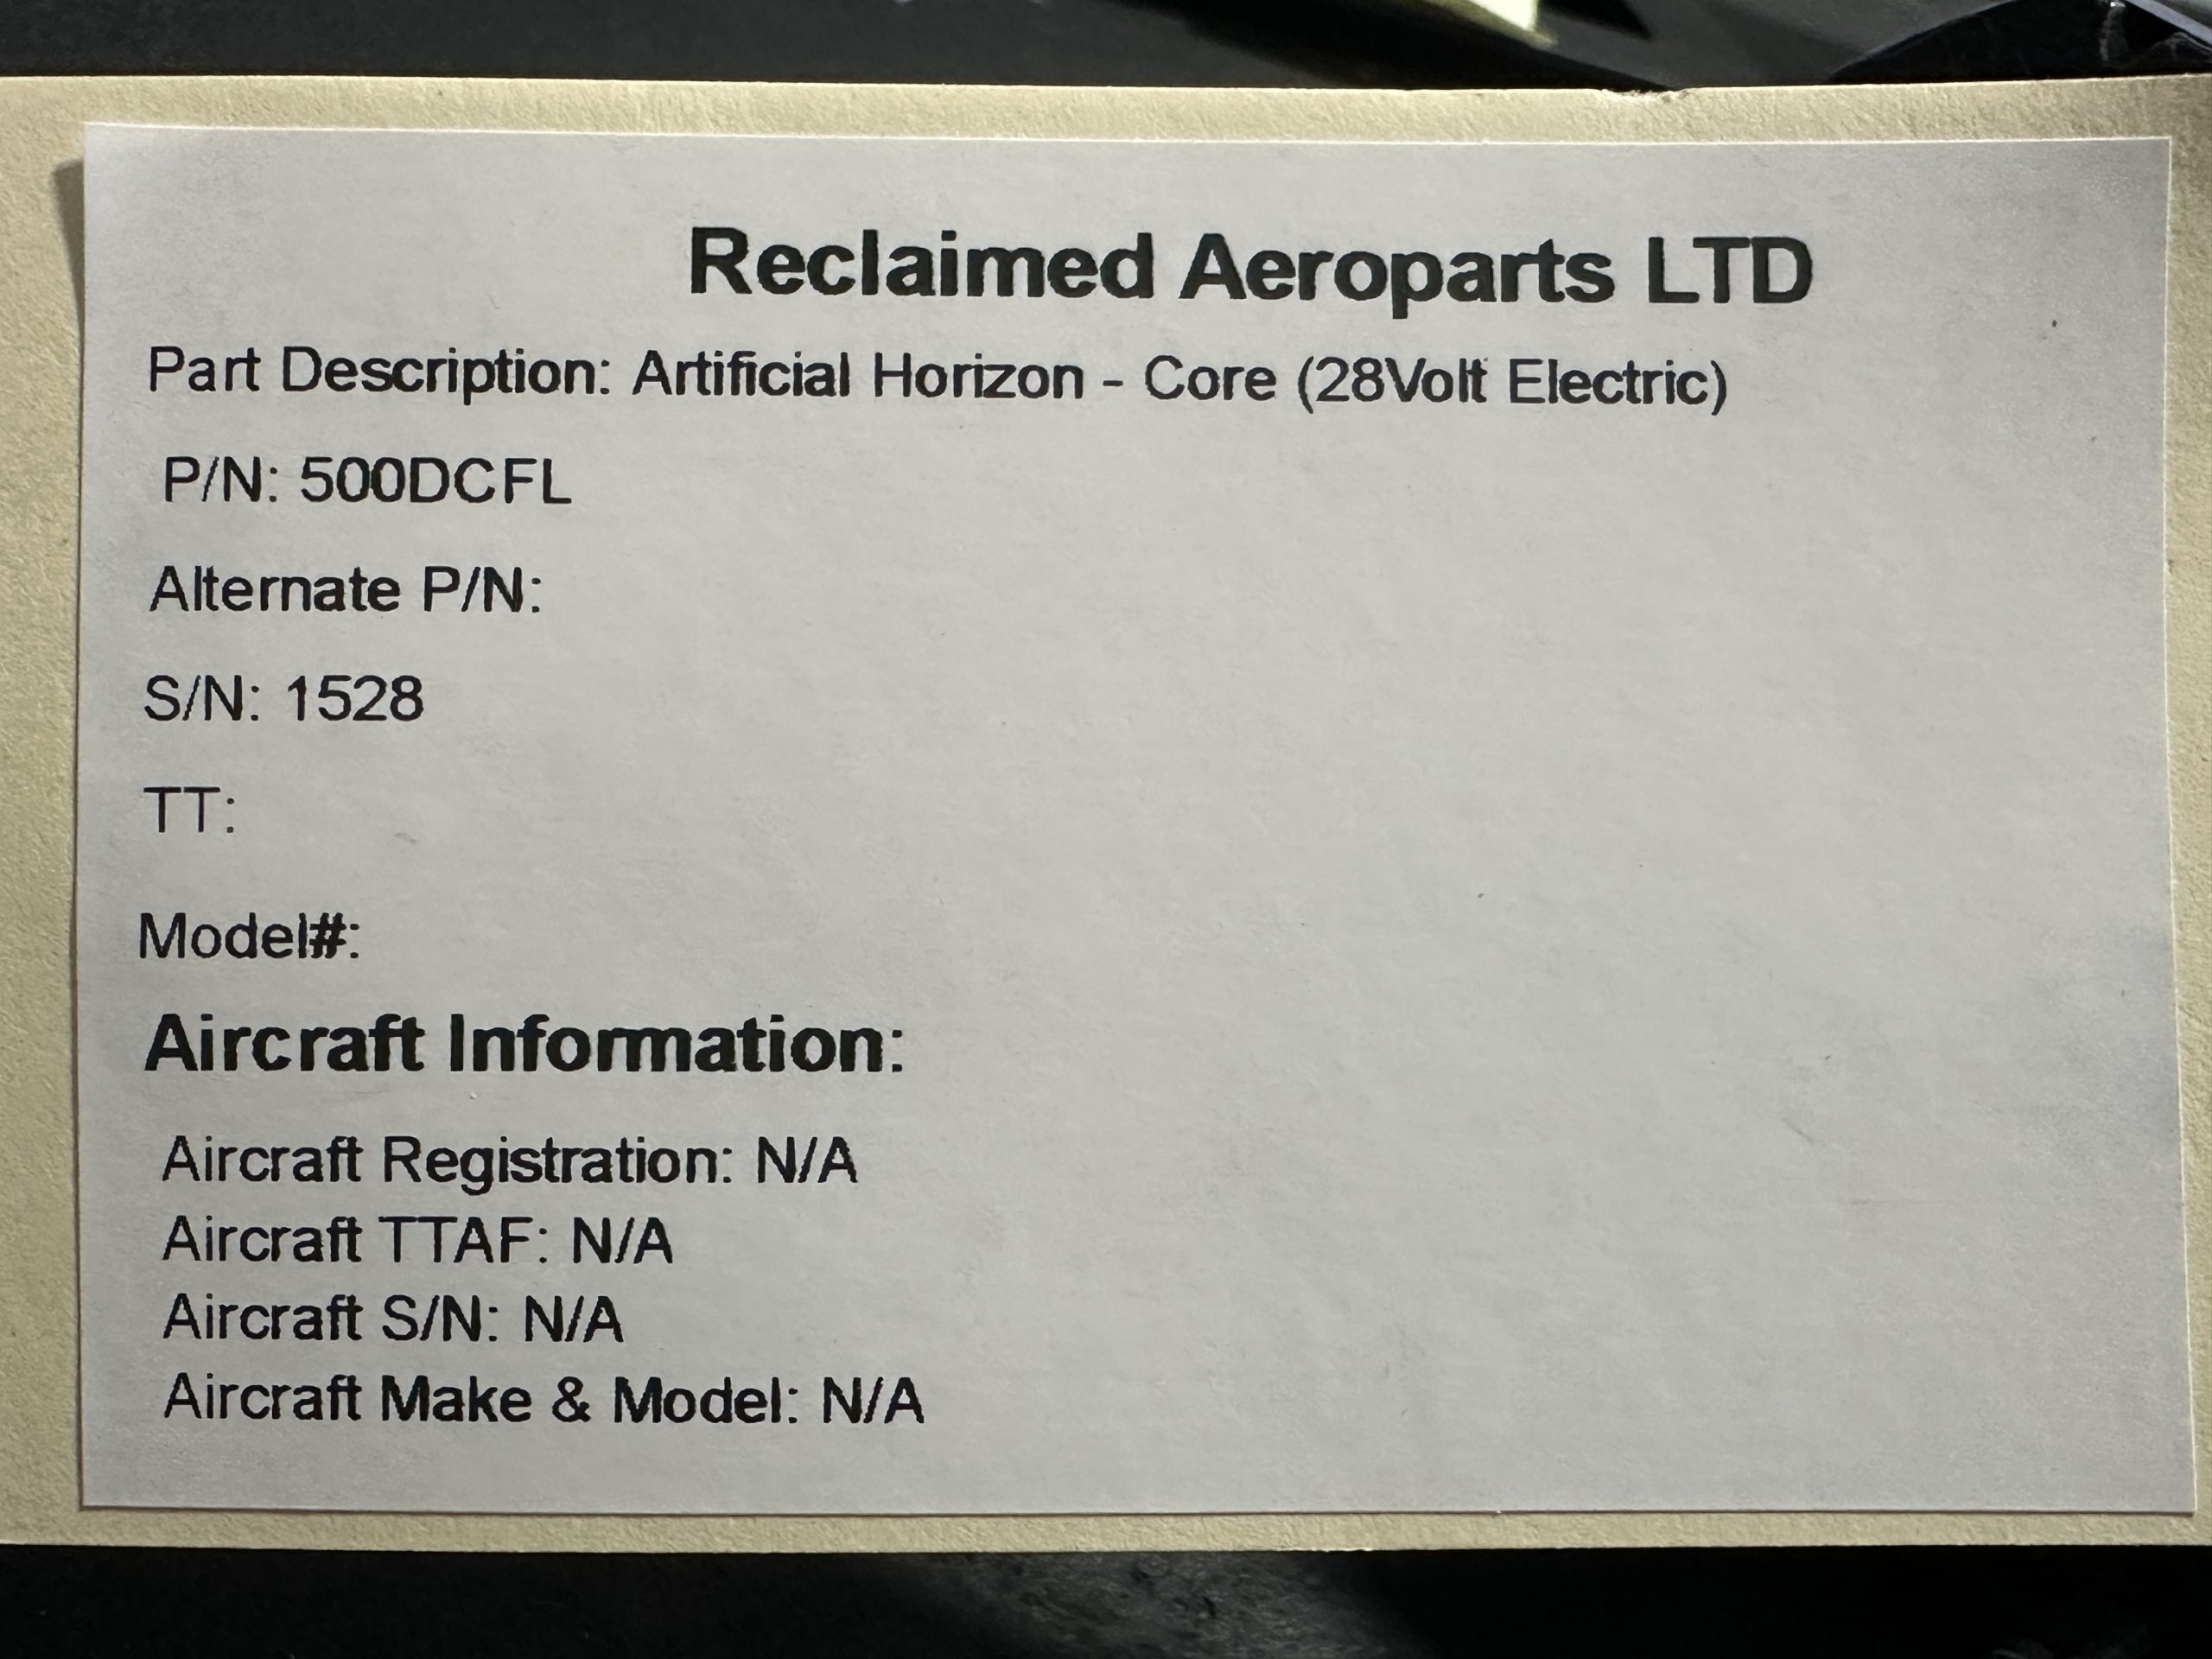 Reclaimed Aeroparts LTD
Part Description: Artificial Horizon - Core (28Volt Electric)
P/N: 500DCFL
Alternate P/N:
S/N: 1528
TT:
Model#:
Aircraft Information:
Aircraft Registration: N/A
Aircraft TTAF: N/A
Aircraft S/N: N/A
Aircraft Make & Model: N/A